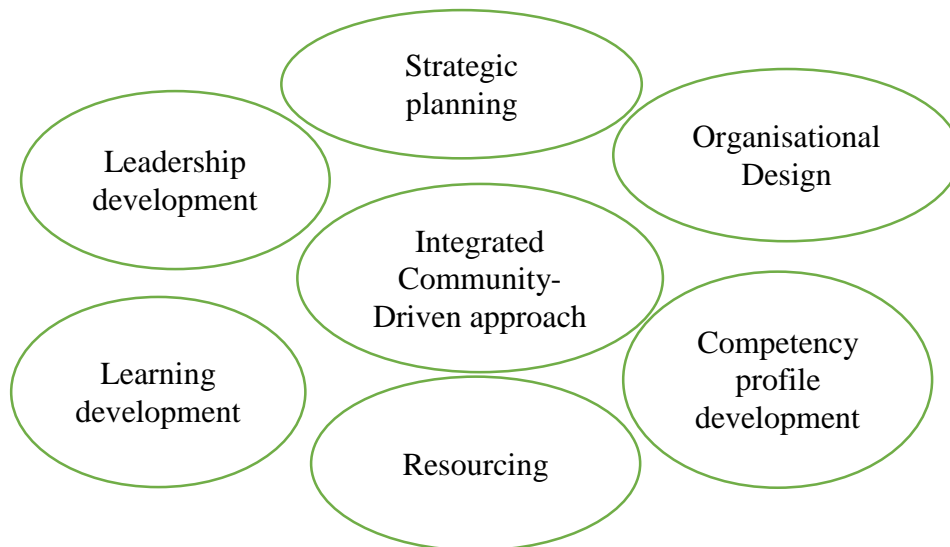 Strategic
planning
Organisational
Design
Leadership
development
Integrated
Community-
Driven approach
Competency
profile
development
Learning
development
Resourcing